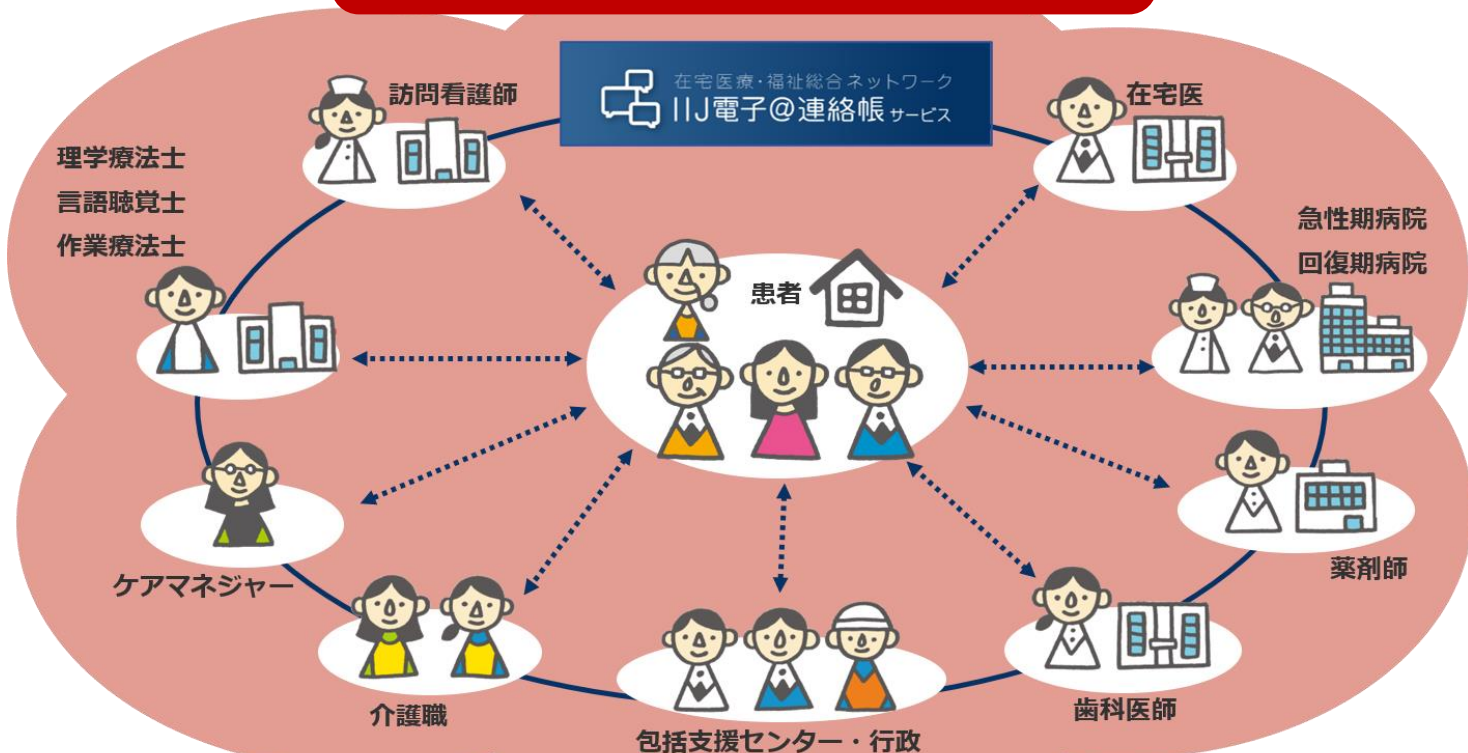 在宅医療・福祉総合ネットワーク
IIJ電子@連絡帳サービス
訪問看護師
在宅医
理学療法士
言語聴覚士
作業療法士
急性期病院
回復期病院
患者
ケアマネジャー
薬剤師
介護職
歯科医師
包括支援センター・行政